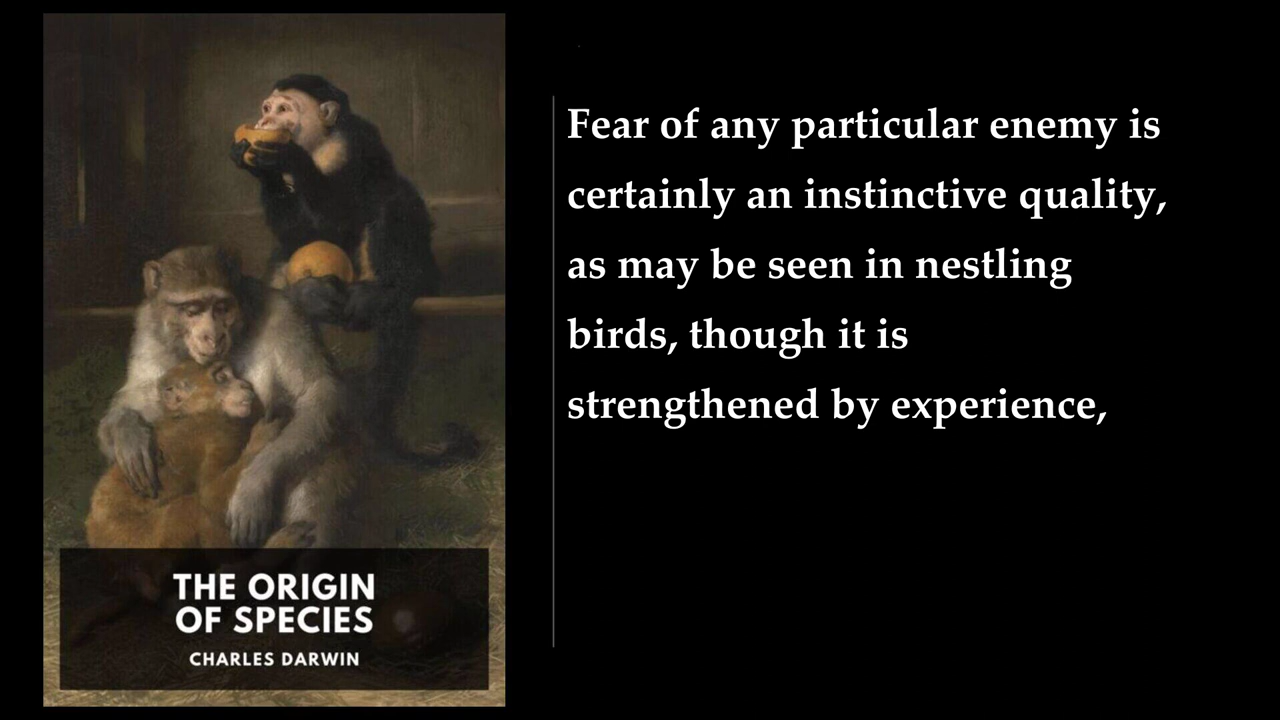 THE ORIGIN
OF SPECIES
CHARLES DARWIN
Fear of any particular enemy is
certainly an instinctive quality,
as may be seen in nestling
birds, though it is
strengthened by experience,